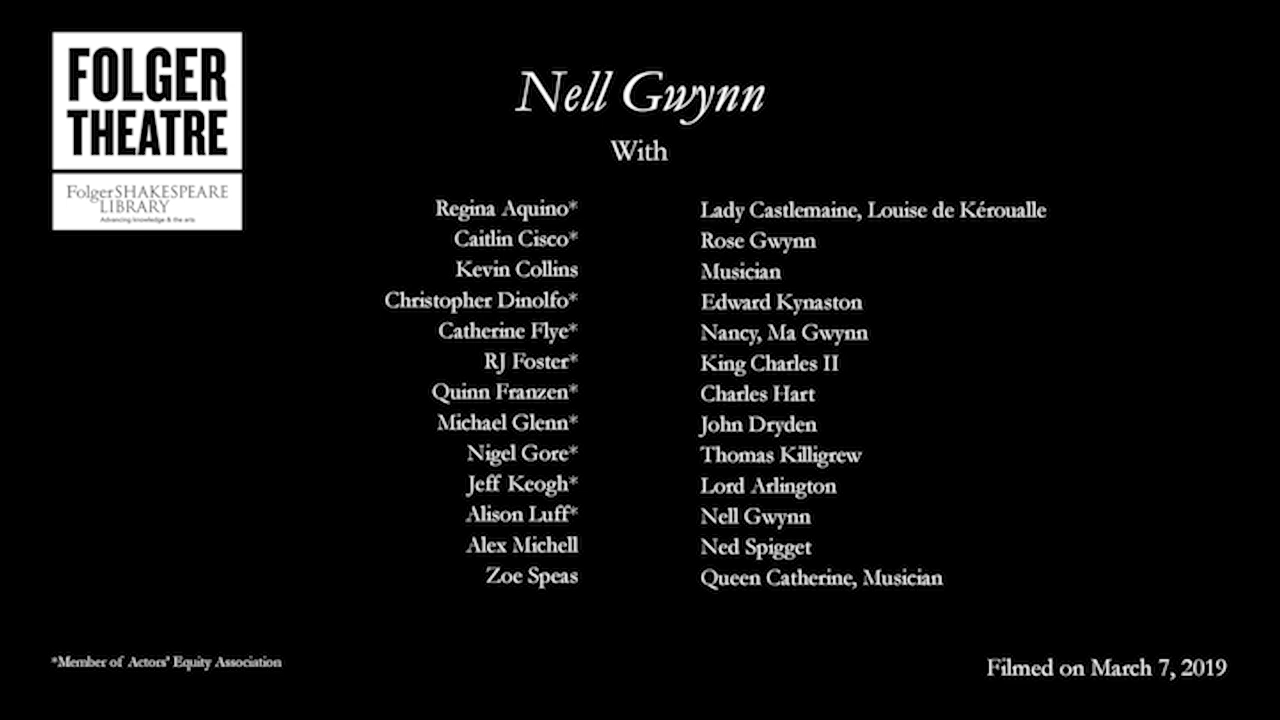 FOLGER
THEATRE
FolgerSHAKESPEARE
LIBRARY
Advancing knowledge & the arts
Nell Gwynn
With
Regina Aquino* Lady Castlemaine, Louise de Kéroualle
Caitlin Cisco* Rose Gwynn
Kevin Collins Musician
Christopher Dinolfo* Edward Kynaston
Catherine Flye* Nancy, Ma Gwynn
RJ Foster* King Charles II
Quinn Franzen* Charles Hart
Michael Glenn* John Dryden
Nigel Gore* Thomas Killigrew
Jeff Keogh* Lord Arlington
Alison Luff* Nell Gwynn
Alex Michell Ned Spigget
Zoe Speas Queen Catherine, Musician
*Member of Actors' Equity Association
Filmed on March 7, 2019